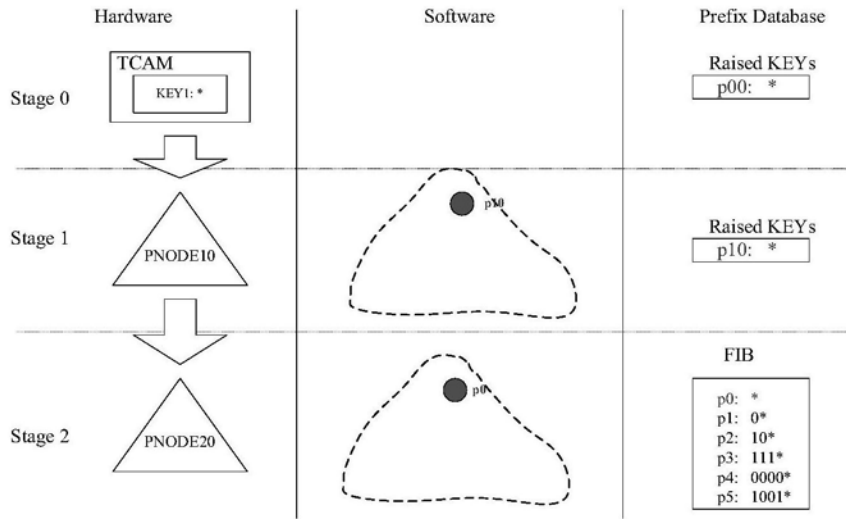 Hardware Software Prefix Database
TCAM
KEY1: *
Stage 0
Raised KEYs
p00: *
Stage 1
PNODE10
p10
Raised KEYs
p10: *
Stage 2
PNODE20
p0
FIB
p0: *
p1: 0*
p2: 10*
p3: 111*
p4: 0000*
p5: 1001*